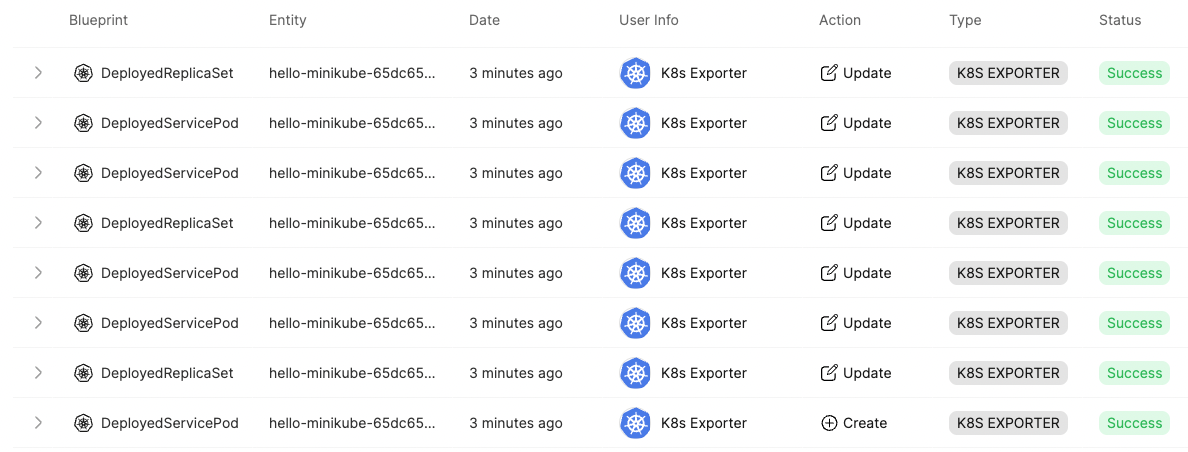 Blueprint Entity Date User Info Action Type Status
DeployedReplicaSet hello-minikube-65dc65... 3 minutes ago K8s Exporter Update K8S EXPORTER Success
DeployedServicePod hello-minikube-65dc65... 3 minutes ago K8s Exporter Update K8S EXPORTER Success
DeployedServicePod hello-minikube-65dc65... 3 minutes ago K8s Exporter Update K8S EXPORTER Success
DeployedReplicaSet hello-minikube-65dc65... 3 minutes ago K8s Exporter Update K8S EXPORTER Success
DeployedServicePod hello-minikube-65dc65... 3 minutes ago K8s Exporter Update K8S EXPORTER Success
DeployedServicePod hello-minikube-65dc65... 3 minutes ago K8s Exporter Update K8S EXPORTER Success
DeployedReplicaSet hello-minikube-65dc65... 3 minutes ago K8s Exporter Update K8S EXPORTER Success
DeployedServicePod hello-minikube-65dc65... 3 minutes ago K8s Exporter Create K8S EXPORTER Success